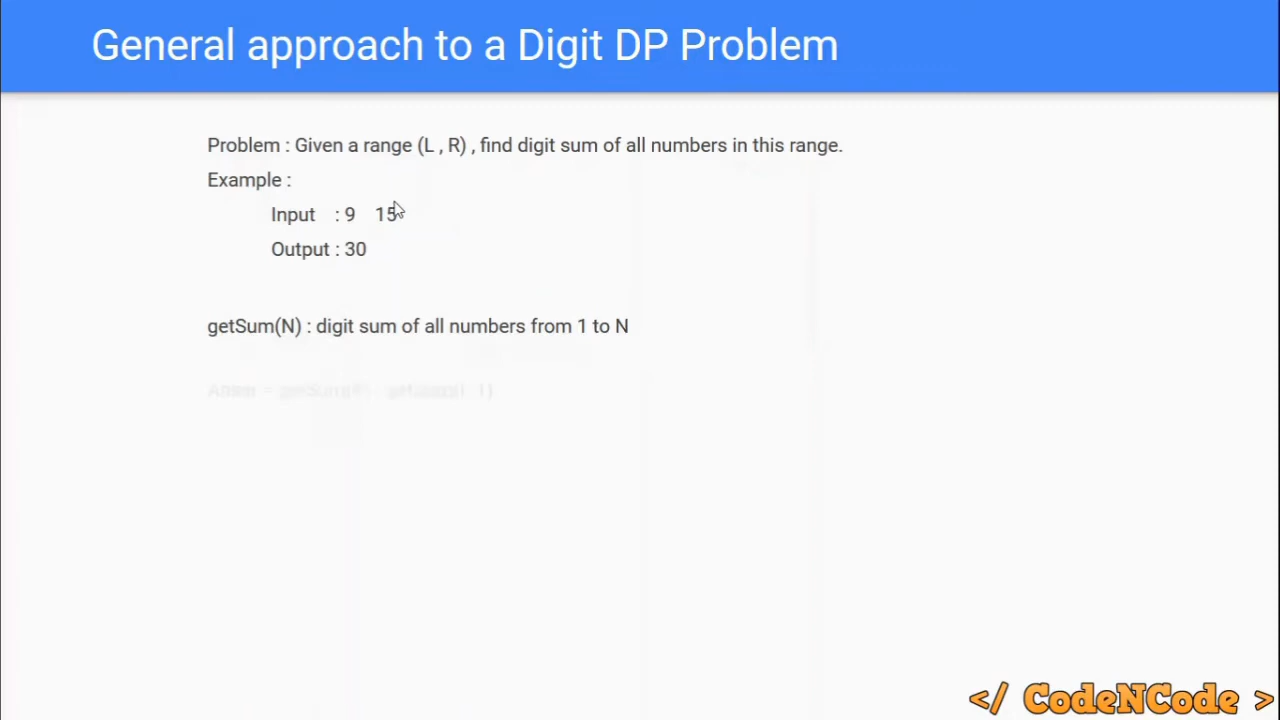 General approach to a Digit DP Problem
Problem : Given a range (L , R) , find digit sum of all numbers in this range.
Example :
Input : 9 15
Output : 30
getSum(N) : digit sum of all numbers from 1 to N
</ CodeNCode >